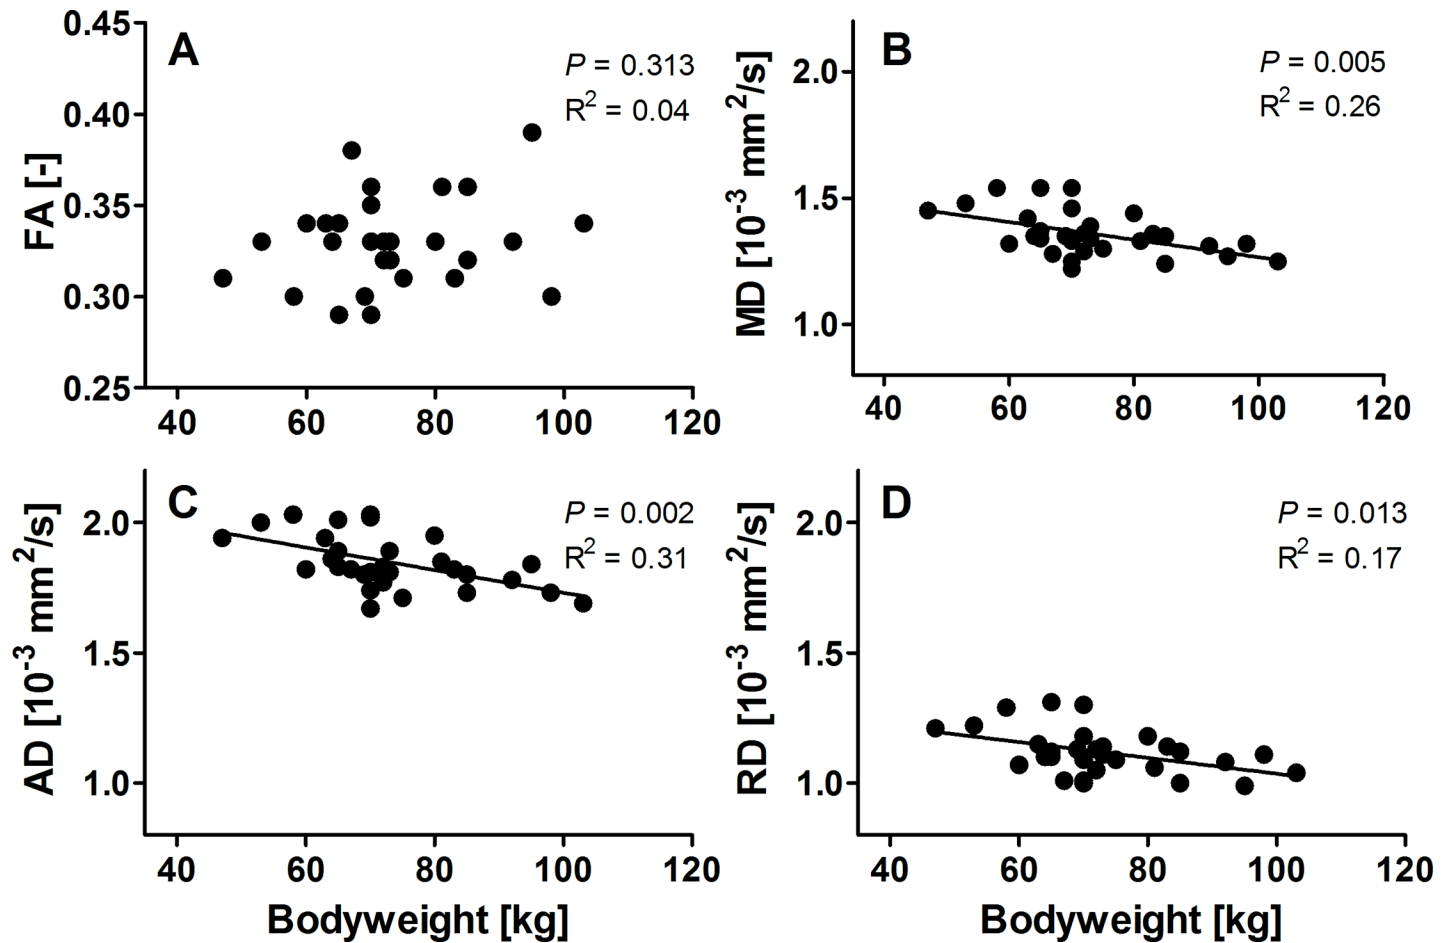 A
P = 0.313
R² = 0.04
FA [-]
0.45
0.40
0.35
0.30
0.25
40 60 80 100 120
B
P = 0.005
R² = 0.26
MD [10⁻³ mm²/s]
2.0
1.5
1.0
40 60 80 100 120
C
P = 0.002
R² = 0.31
AD [10⁻³ mm²/s]
2.0
1.5
1.0
40 60 80 100 120
Bodyweight [kg]
D
P = 0.013
R² = 0.17
RD [10⁻³ mm²/s]
2.0
1.5
1.0
40 60 80 100 120
Bodyweight [kg]